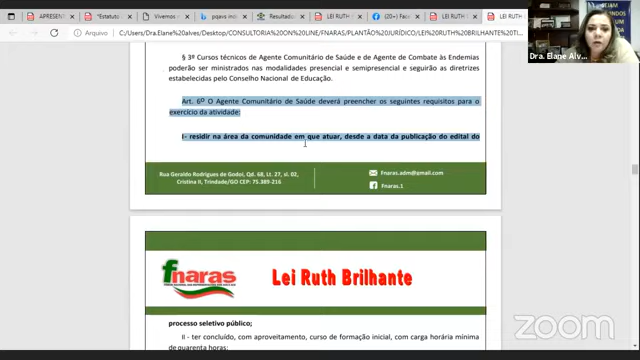 APRESENT
"Estatuto
Vivemos
pqavs indi
Resultado
LEI RUTH
(20+) Fac
LEI RUTH
LEI RUTH
C:/Users/Dra.Elane%20alves/Desktop/CONSULTORIA%20ON%20LINE/FNARAS/PLANTÃO%20JURÍDICO/LEI%20RUTH%20BRILHANTE%20TIT
Dra. Elane Alv
§ 3º Cursos técnicos de Agente Comunitário de Saúde e de Agente de Combate às Endemias
poderão ser ministrados nas modalidades presencial e semipresencial e seguirão as diretrizes
estabelecidas pelo Conselho Nacional de Educação.
Art. 6º O Agente Comunitário de Saúde deverá preencher os seguintes requisitos para o
exercício da atividade:
I- residir na área da comunidade em que atuar, desde a data da publicação do edital do
Rua Geraldo Rodrigues de Godoi, Qd. 68, Lt. 27, sl. 02,
Cristina II, Trindade/GO CEP: 75.389-216
Fnaras.adm@gmail.com
Fnaras.1
fnaras
Lei Ruth Brilhante
processo seletivo público;
II - ter concluído, com aproveitamento, curso de formação inicial, com carga horária mínima
de quarenta horas;
zoom